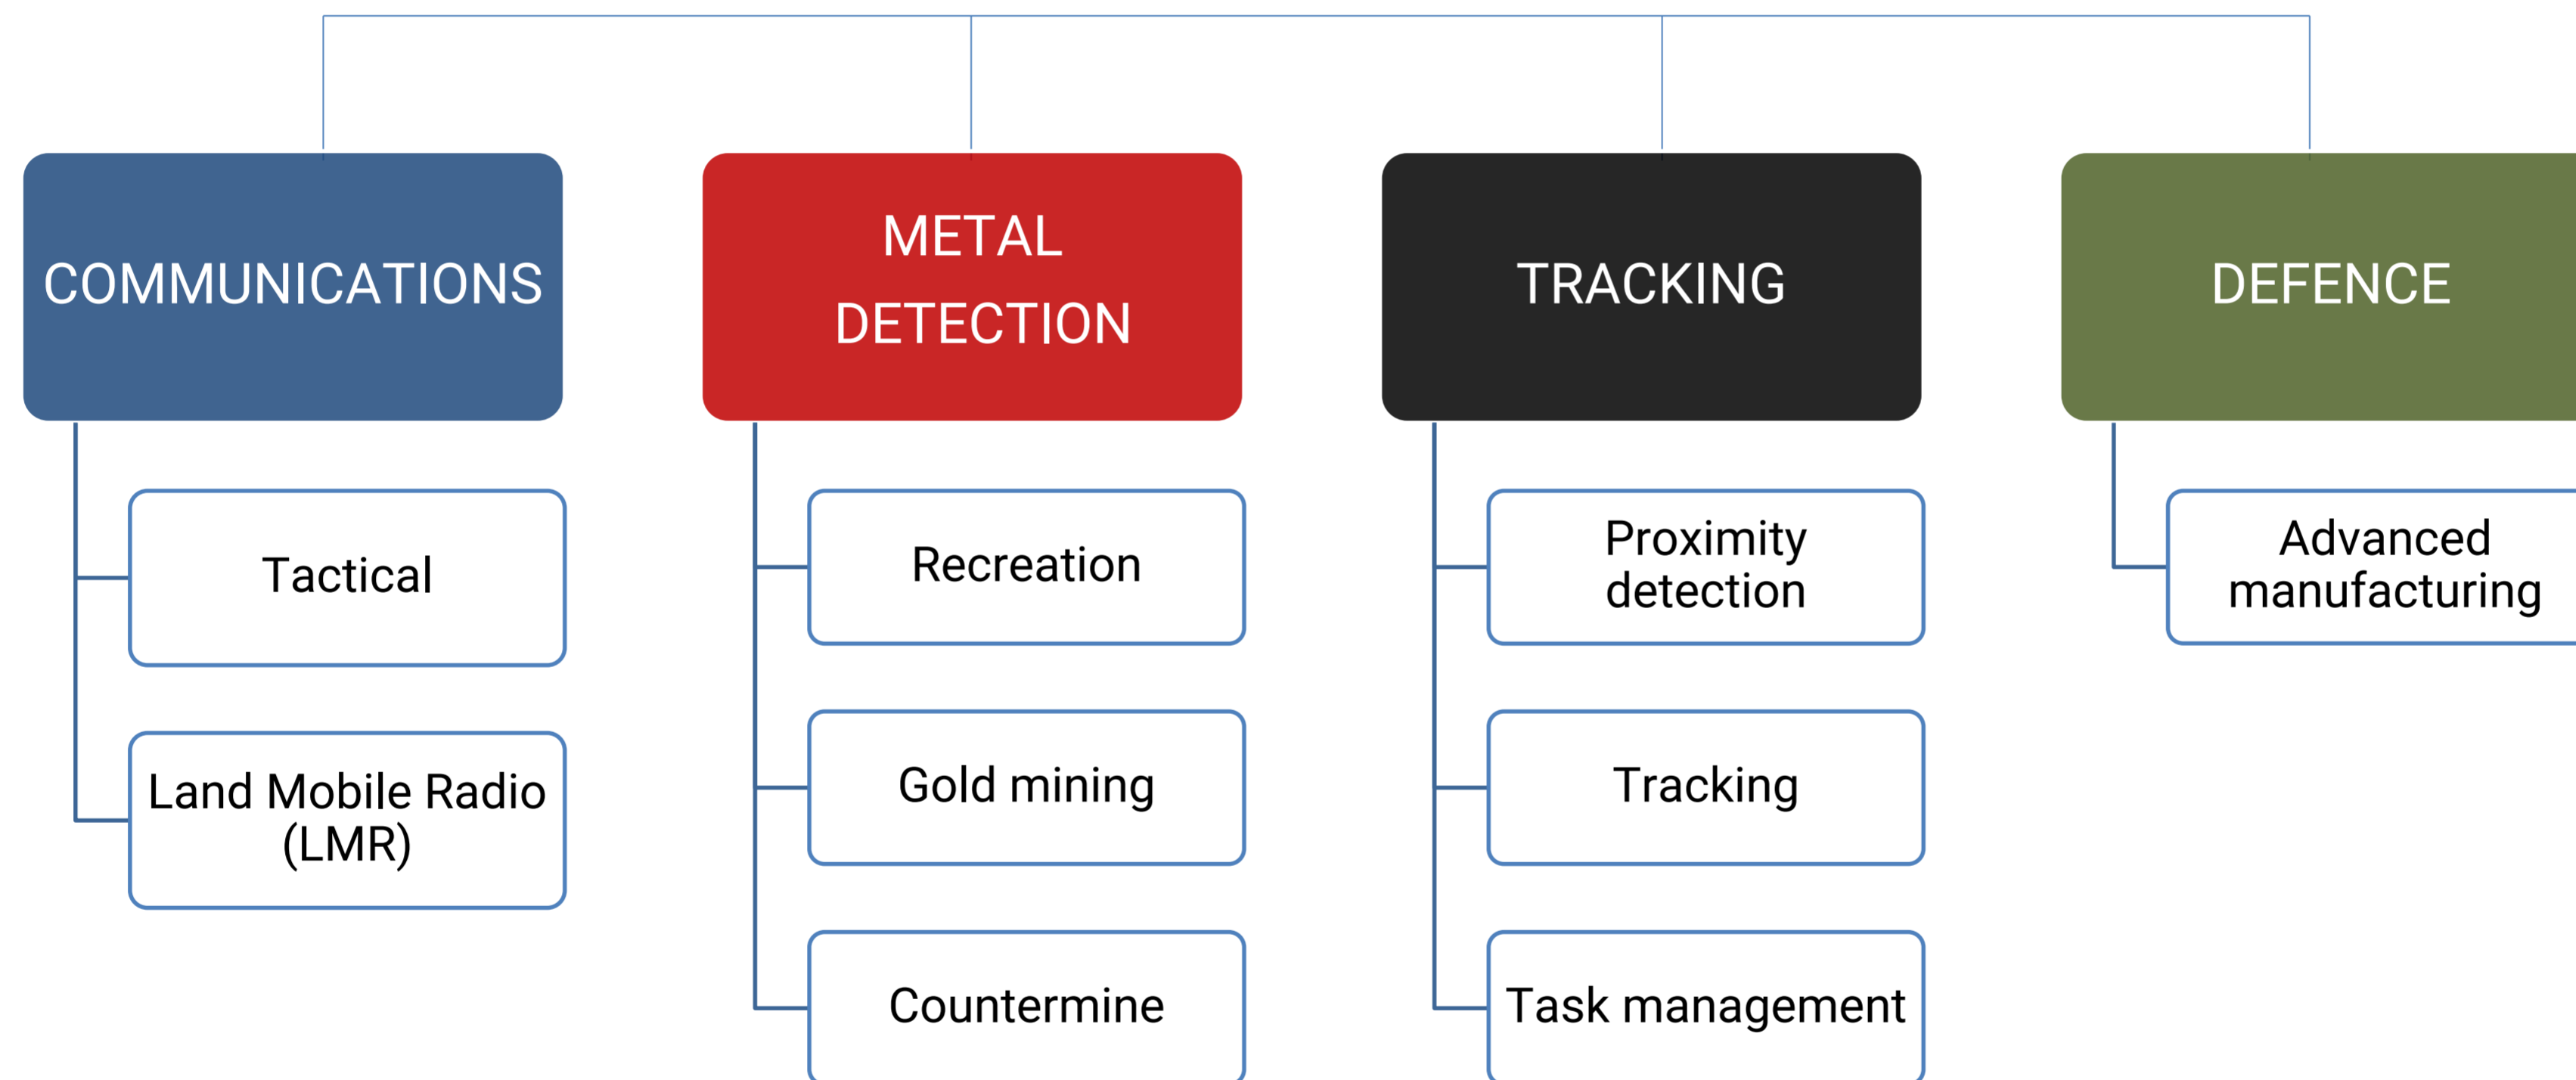 COMMUNICATIONS
Tactical
Land Mobile Radio
(LMR)
METAL
DETECTION
Recreation
Gold mining
Countermine
TRACKING
Proximity
detection
Tracking
Task management
DEFENCE
Advanced
manufacturing